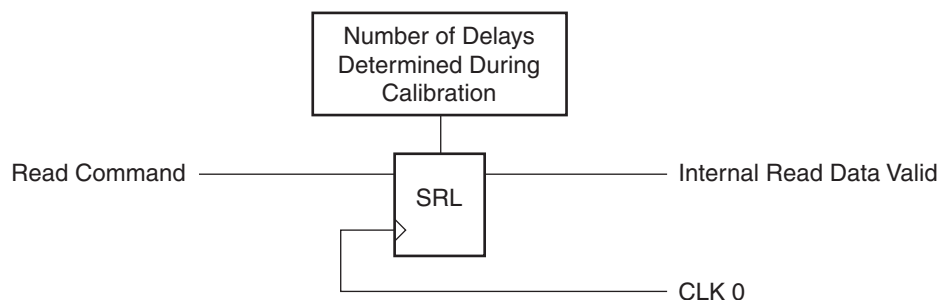 Number of Delays
Determined During
Calibration
Read Command
SRL
Internal Read Data Valid
CLK 0